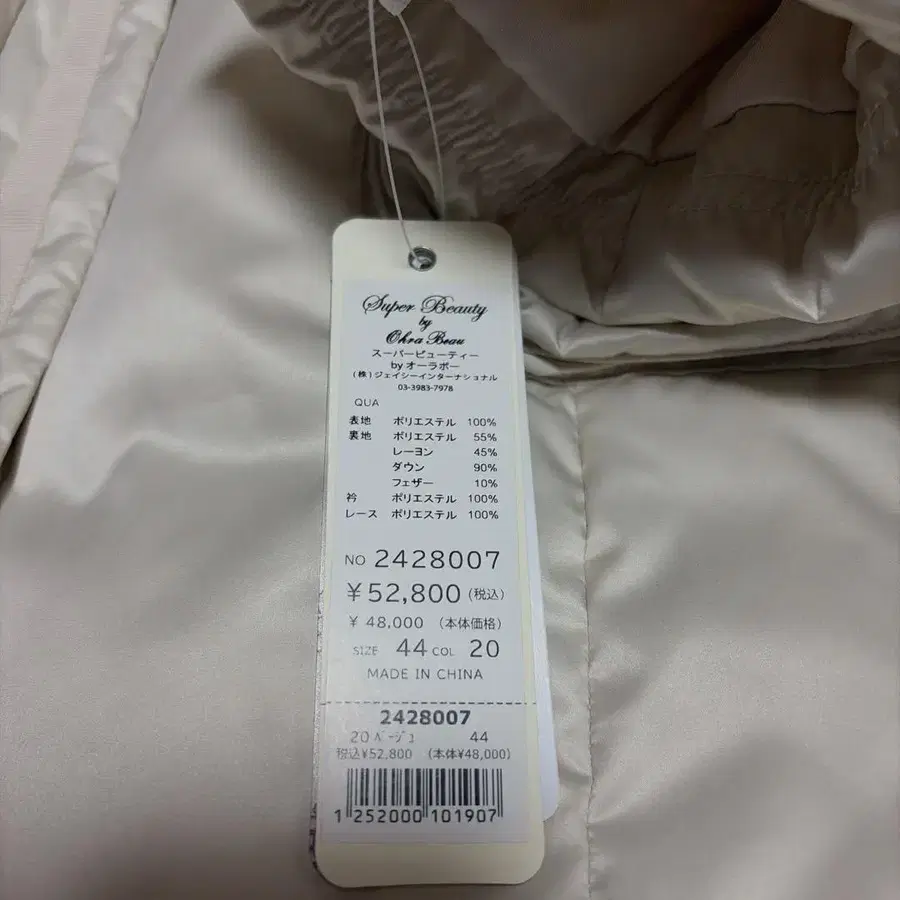 Super Beauty
by
Ohra Beau
スーパービューティー
by オーラボー
(株)ジェイシーインターナショナル
03-3983-7978
QUA
表地 ポリエステル 100%
裏地 ポリエステル 55%
レーヨン 45%
ダウン 90%
フェザー 10%
衿 ポリエステル 100%
レース ポリエステル 100%
NO 2428007
¥52,800(税込)
¥ 48,000 (本体価格)
SIZE 44 COL 20
MADE IN CHINA
2428007
20 ﾍﾞｰｼﾞｭ 44
税込¥52,800 (本体¥48,000)
1 252000 101907